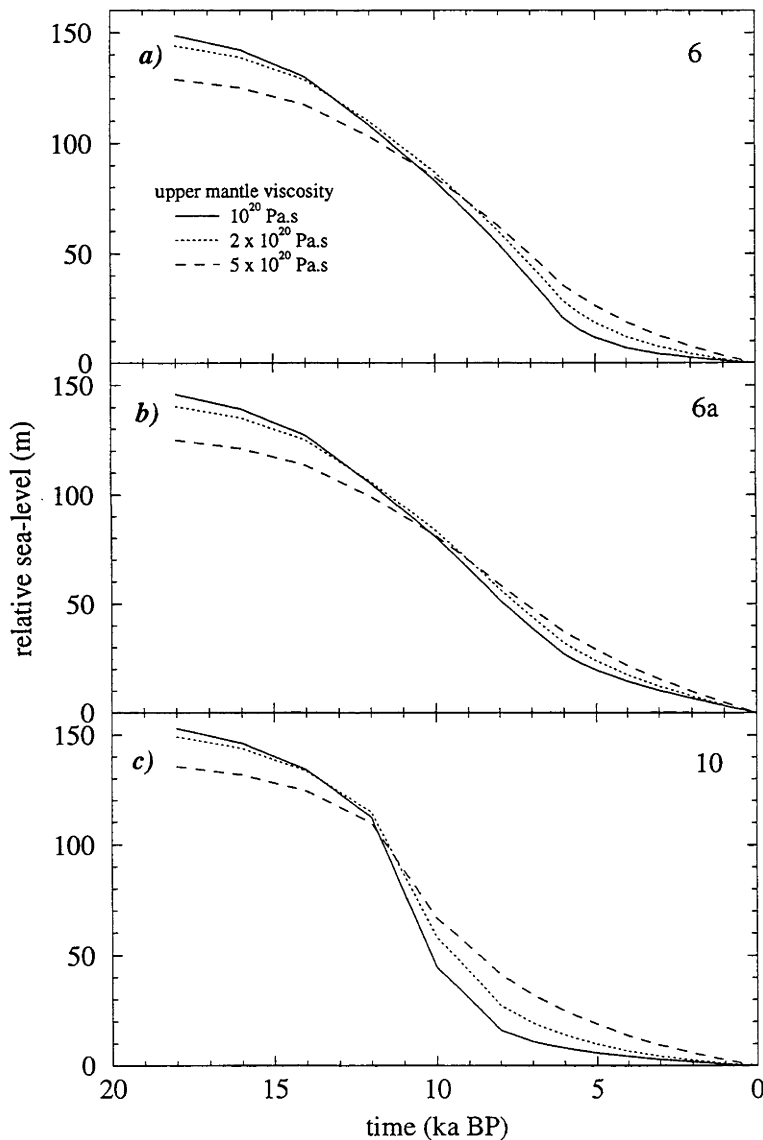 150
a)
6
100
upper mantle viscosity
10^20 Pa.s
2 x 10^20 Pa.s
5 x 10^20 Pa.s
50
0
150
b)
6a
relative sea-level (m)
100
50
0
150
c)
10
100
50
0
20 15 10 5 0
time (ka BP)